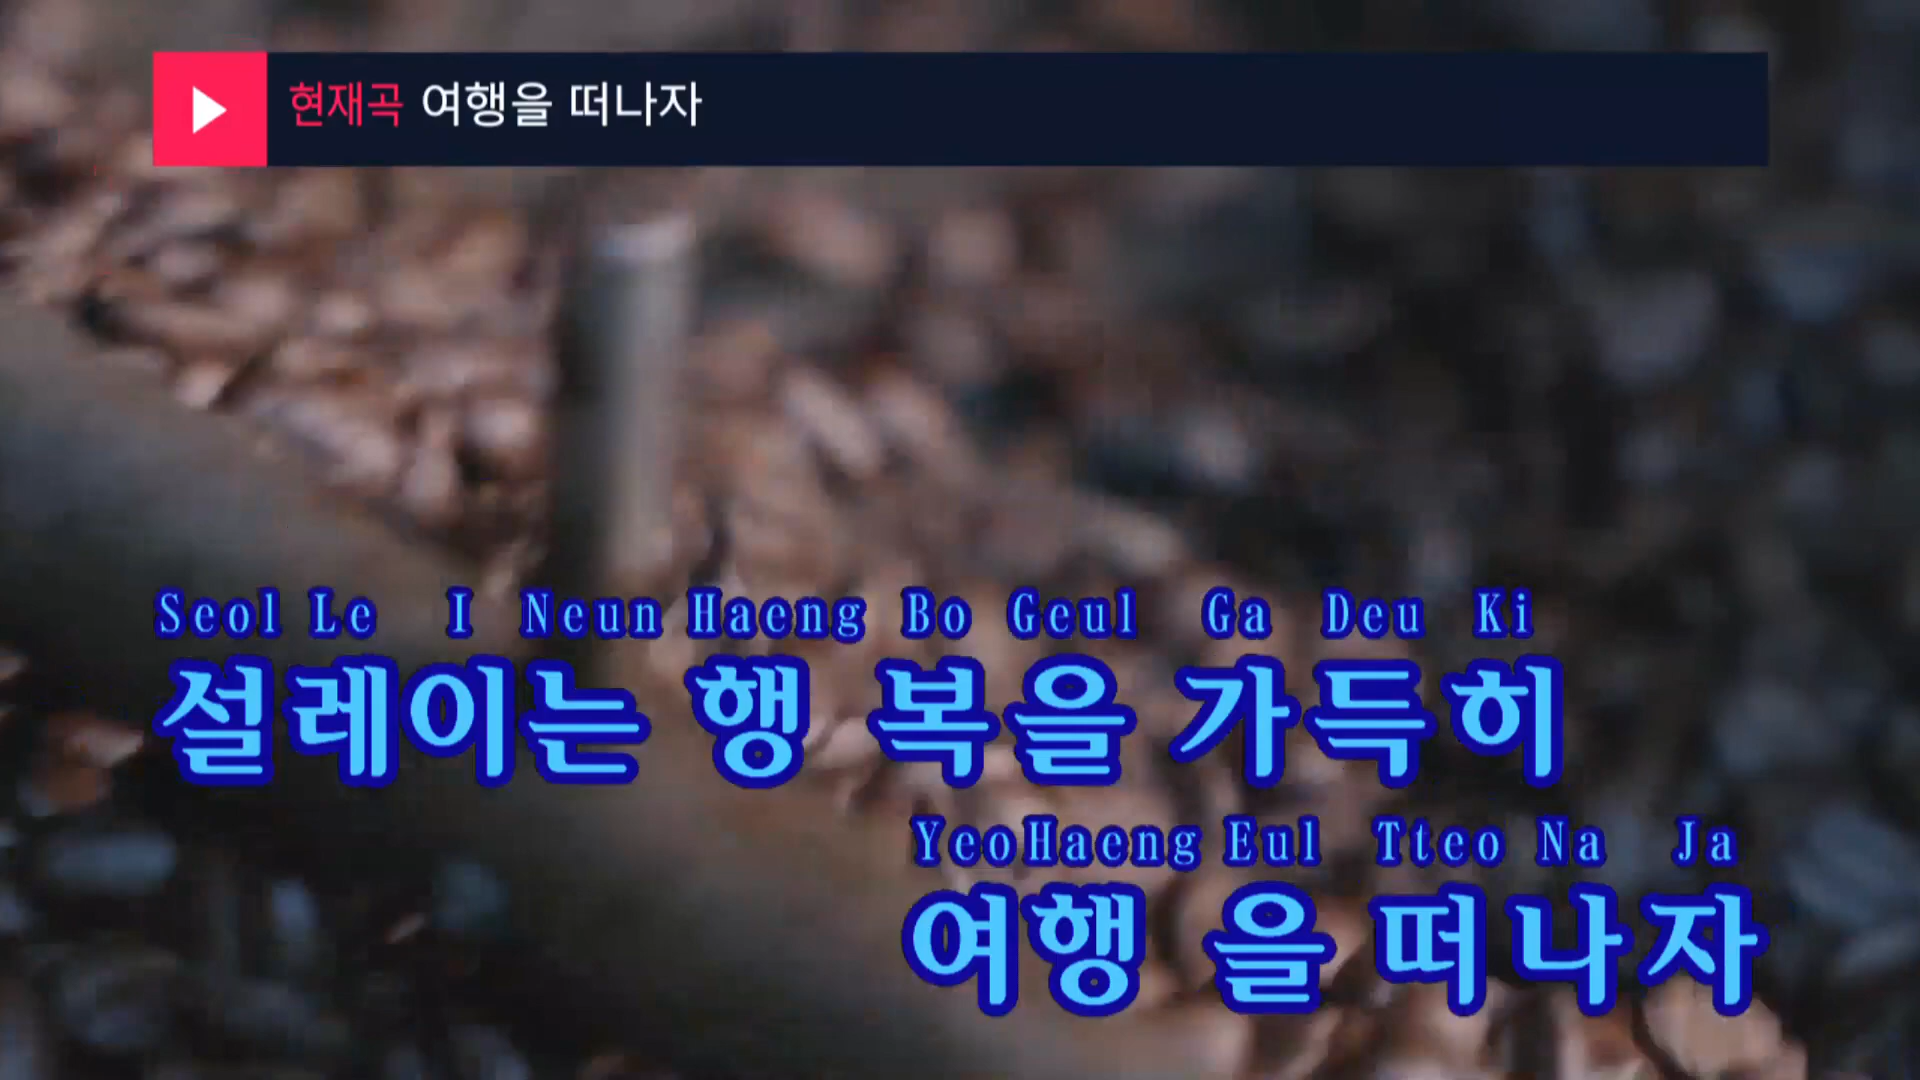 현재곡 여행을 떠나자
Seol Le I Neun Haeng Bo Geul Ga Deu Ki
설레이는 행 복을 가득히
YeoHaeng Eul Tteo Na Ja
여행 을 떠나자